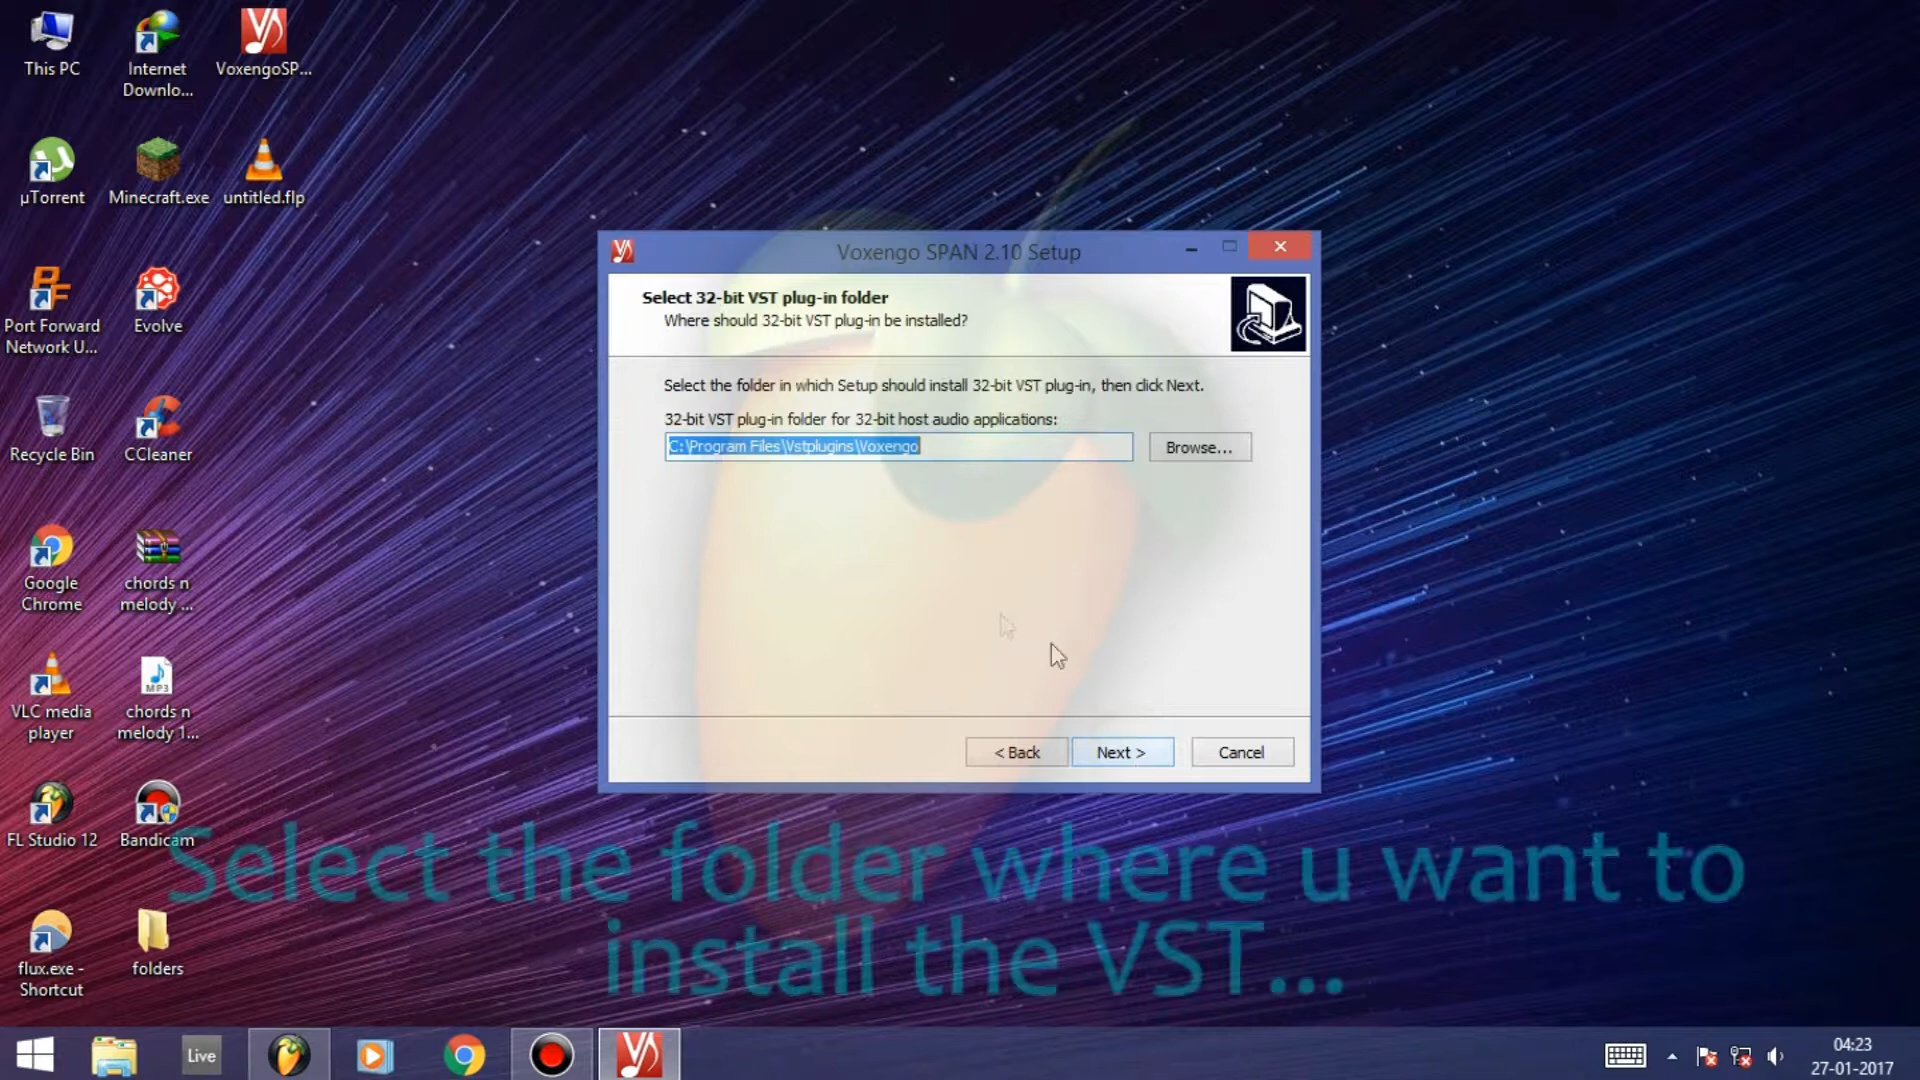 This PC
Internet
Downlo...
VoxengoSP...
µTorrent
Minecraft.exe
untitled.flp
Port Forward
Network U...
Evolve
Recycle Bin
CCleaner
Google
Chrome
chords n
melody ...
VLC media
player
MP3
chords n
melody 1...
FL Studio 12
Bandicam
flux.exe -
Shortcut
folders
Voxengo SPAN 2.10 Setup
Select 32-bit VST plug-in folder
Where should 32-bit VST plug-in be installed?
Select the folder in which Setup should install 32-bit VST plug-in, then click Next.
32-bit VST plug-in folder for 32-bit host audio applications:
C:\Program Files\Vstplugins\Voxengo
Browse...
< Back
Next >
Cancel
Select the folder where u want to
install the VST...
Live
04:23
27-01-2017